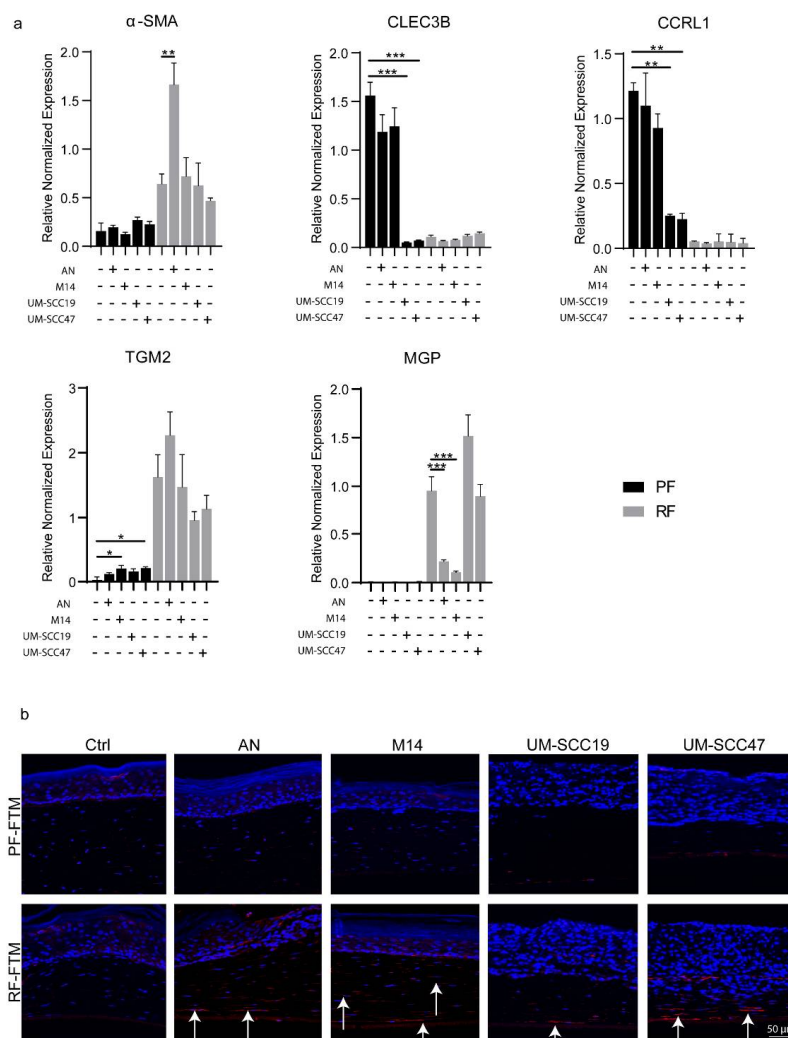 a
α-SMA CLEC3B CCRL1
Relative Normalized Expression
2.0
1.5
1.0
0.5
0.0
**
Relative Normalized Expression
2.0
1.5
1.0
0.5
0.0
***
***
Relative Normalized Expression
1.5
1.0
0.5
0.0
**
**
AN - + - - - - + - - -
M14 - - + - - - - + - -
UM-SCC19 - - - + - - - - + -
UM-SCC47 - - - - + - - - - +
AN - + - - - - + - - -
M14 - - + - - - - + - -
UM-SCC19 - - - + - - - - + -
UM-SCC47 - - - - + - - - - +
AN - + - - - - + - - -
M14 - - + - - - - + - -
UM-SCC19 - - - + - - - - + -
UM-SCC47 - - - - + - - - - +
TGM2 MGP
Relative Normalized Expression
3
2
1
0
*
*
Relative Normalized Expression
2.0
1.5
1.0
0.5
0.0
***
***
PF
RF
AN - + - - - - + - - -
M14 - - + - - - - + - -
UM-SCC19 - - - + - - - - + -
UM-SCC47 - - - - + - - - - +
AN - + - - - - + - - -
M14 - - + - - - - + - -
UM-SCC19 - - - + - - - - + -
UM-SCC47 - - - - + - - - - +
b
Ctrl AN M14 UM-SCC19 UM-SCC47
PF-FTM
RF-FTM
50 µm